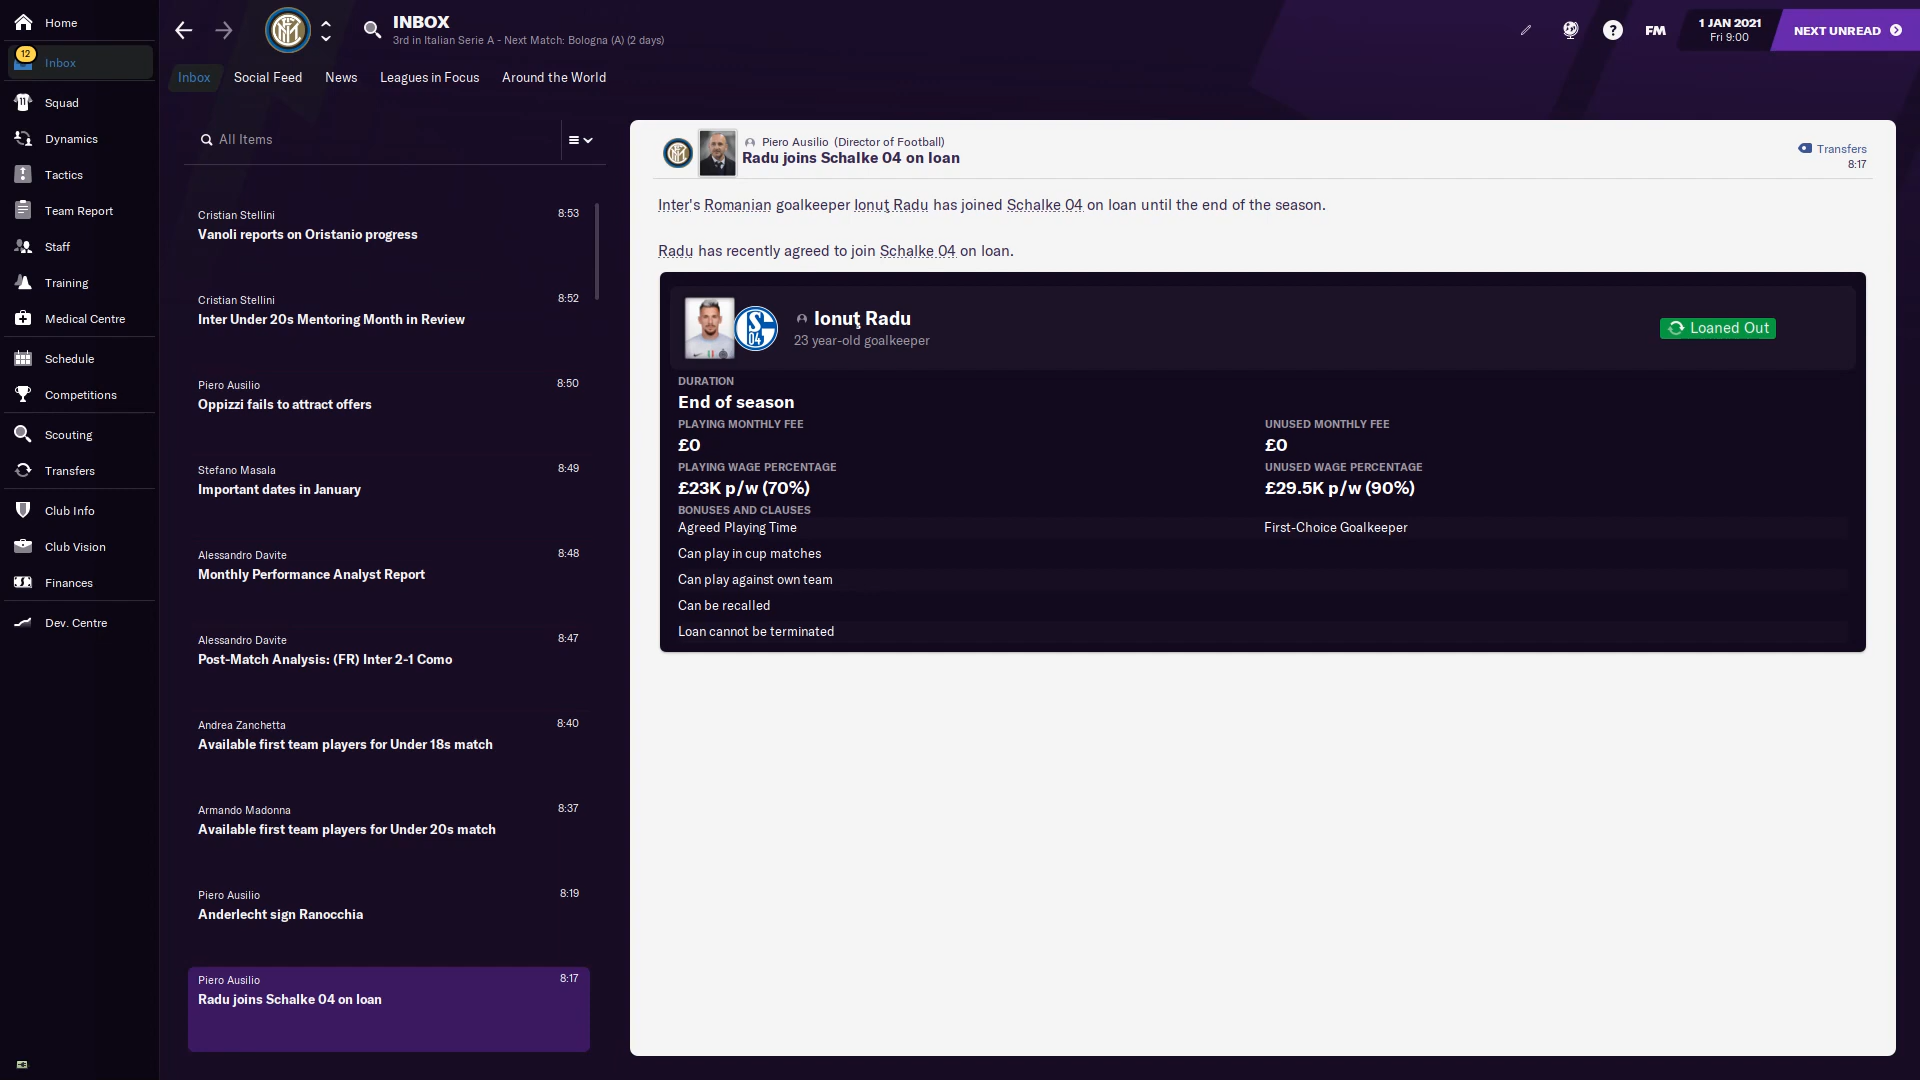 Home
12
Inbox
Squad
Dynamics
Tactics
Team Report
Staff
Training
Medical Centre
Schedule
Competitions
Scouting
Transfers
Club Info
Club Vision
Finances
Dev. Centre
INBOX
3rd in Italian Serie A - Next Match: Bologna (A) (2 days)
? FM
1 JAN 2021
Fri 9:00
NEXT UNREAD
Inbox Social Feed News Leagues in Focus Around the World
All Items
Cristian Stellini 8:53
Vanoli reports on Oristanio progress
Cristian Stellini 8:52
Inter Under 20s Mentoring Month in Review
Piero Ausilio 8:50
Oppizzi fails to attract offers
Stefano Masala 8:49
Important dates in January
Alessandro Davite 8:48
Monthly Performance Analyst Report
Alessandro Davite 8:47
Post-Match Analysis: (FR) Inter 2-1 Como
Andrea Zanchetta 8:40
Available first team players for Under 18s match
Armando Madonna 8:37
Available first team players for Under 20s match
Piero Ausilio 8:19
Anderlecht sign Ranocchia
Piero Ausilio 8:17
Radu joins Schalke 04 on loan
Piero Ausilio (Director of Football)
Radu joins Schalke 04 on loan
Transfers
8:17
Inter's Romanian goalkeeper Ionuţ Radu has joined Schalke 04 on loan until the end of the season.
Radu has recently agreed to join Schalke 04 on loan.
S 04
Ionuţ Radu
23 year-old goalkeeper
Loaned Out
DURATION
End of season
PLAYING MONTHLY FEE UNUSED MONTHLY FEE
£0 £0
PLAYING WAGE PERCENTAGE UNUSED WAGE PERCENTAGE
£23K p/w (70%) £29.5K p/w (90%)
BONUSES AND CLAUSES
Agreed Playing Time First-Choice Goalkeeper
Can play in cup matches
Can play against own team
Can be recalled
Loan cannot be terminated